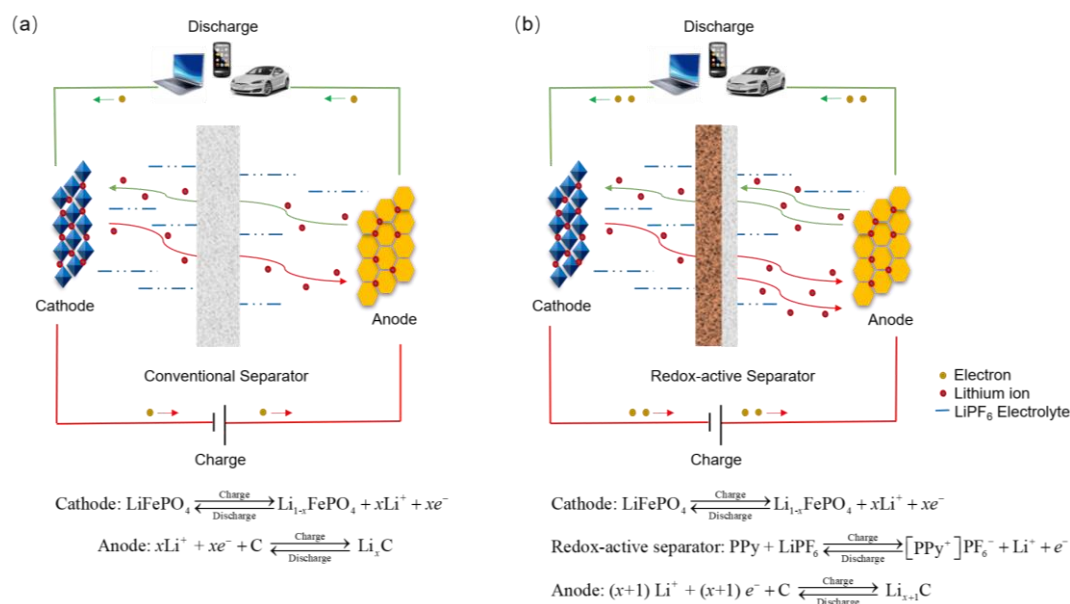 (a)
Discharge
Cathode
Anode
Conventional Separator
Charge
Cathode: LiFePO₄ ⇌ Li₁₋ₓFePO₄ + xLi⁺ + xe⁻
Charge
Discharge
Anode: xLi⁺ + xe⁻ + C ⇌ LiₓC
Charge
Discharge
(b)
Discharge
Cathode
Anode
Redox-active Separator
Charge
Electron
Lithium ion
LiPF₆ Electrolyte
Cathode: LiFePO₄ ⇌ Li₁₋ₓFePO₄ + xLi⁺ + xe⁻
Charge
Discharge
Redox-active separator: PPy + LiPF₆ ⇌ [PPy⁺]PF₆⁻ + Li⁺ + e⁻
Charge
Discharge
Anode: (x+1) Li⁺ + (x+1) e⁻ + C ⇌ Liₓ₊₁C
Charge
Discharge